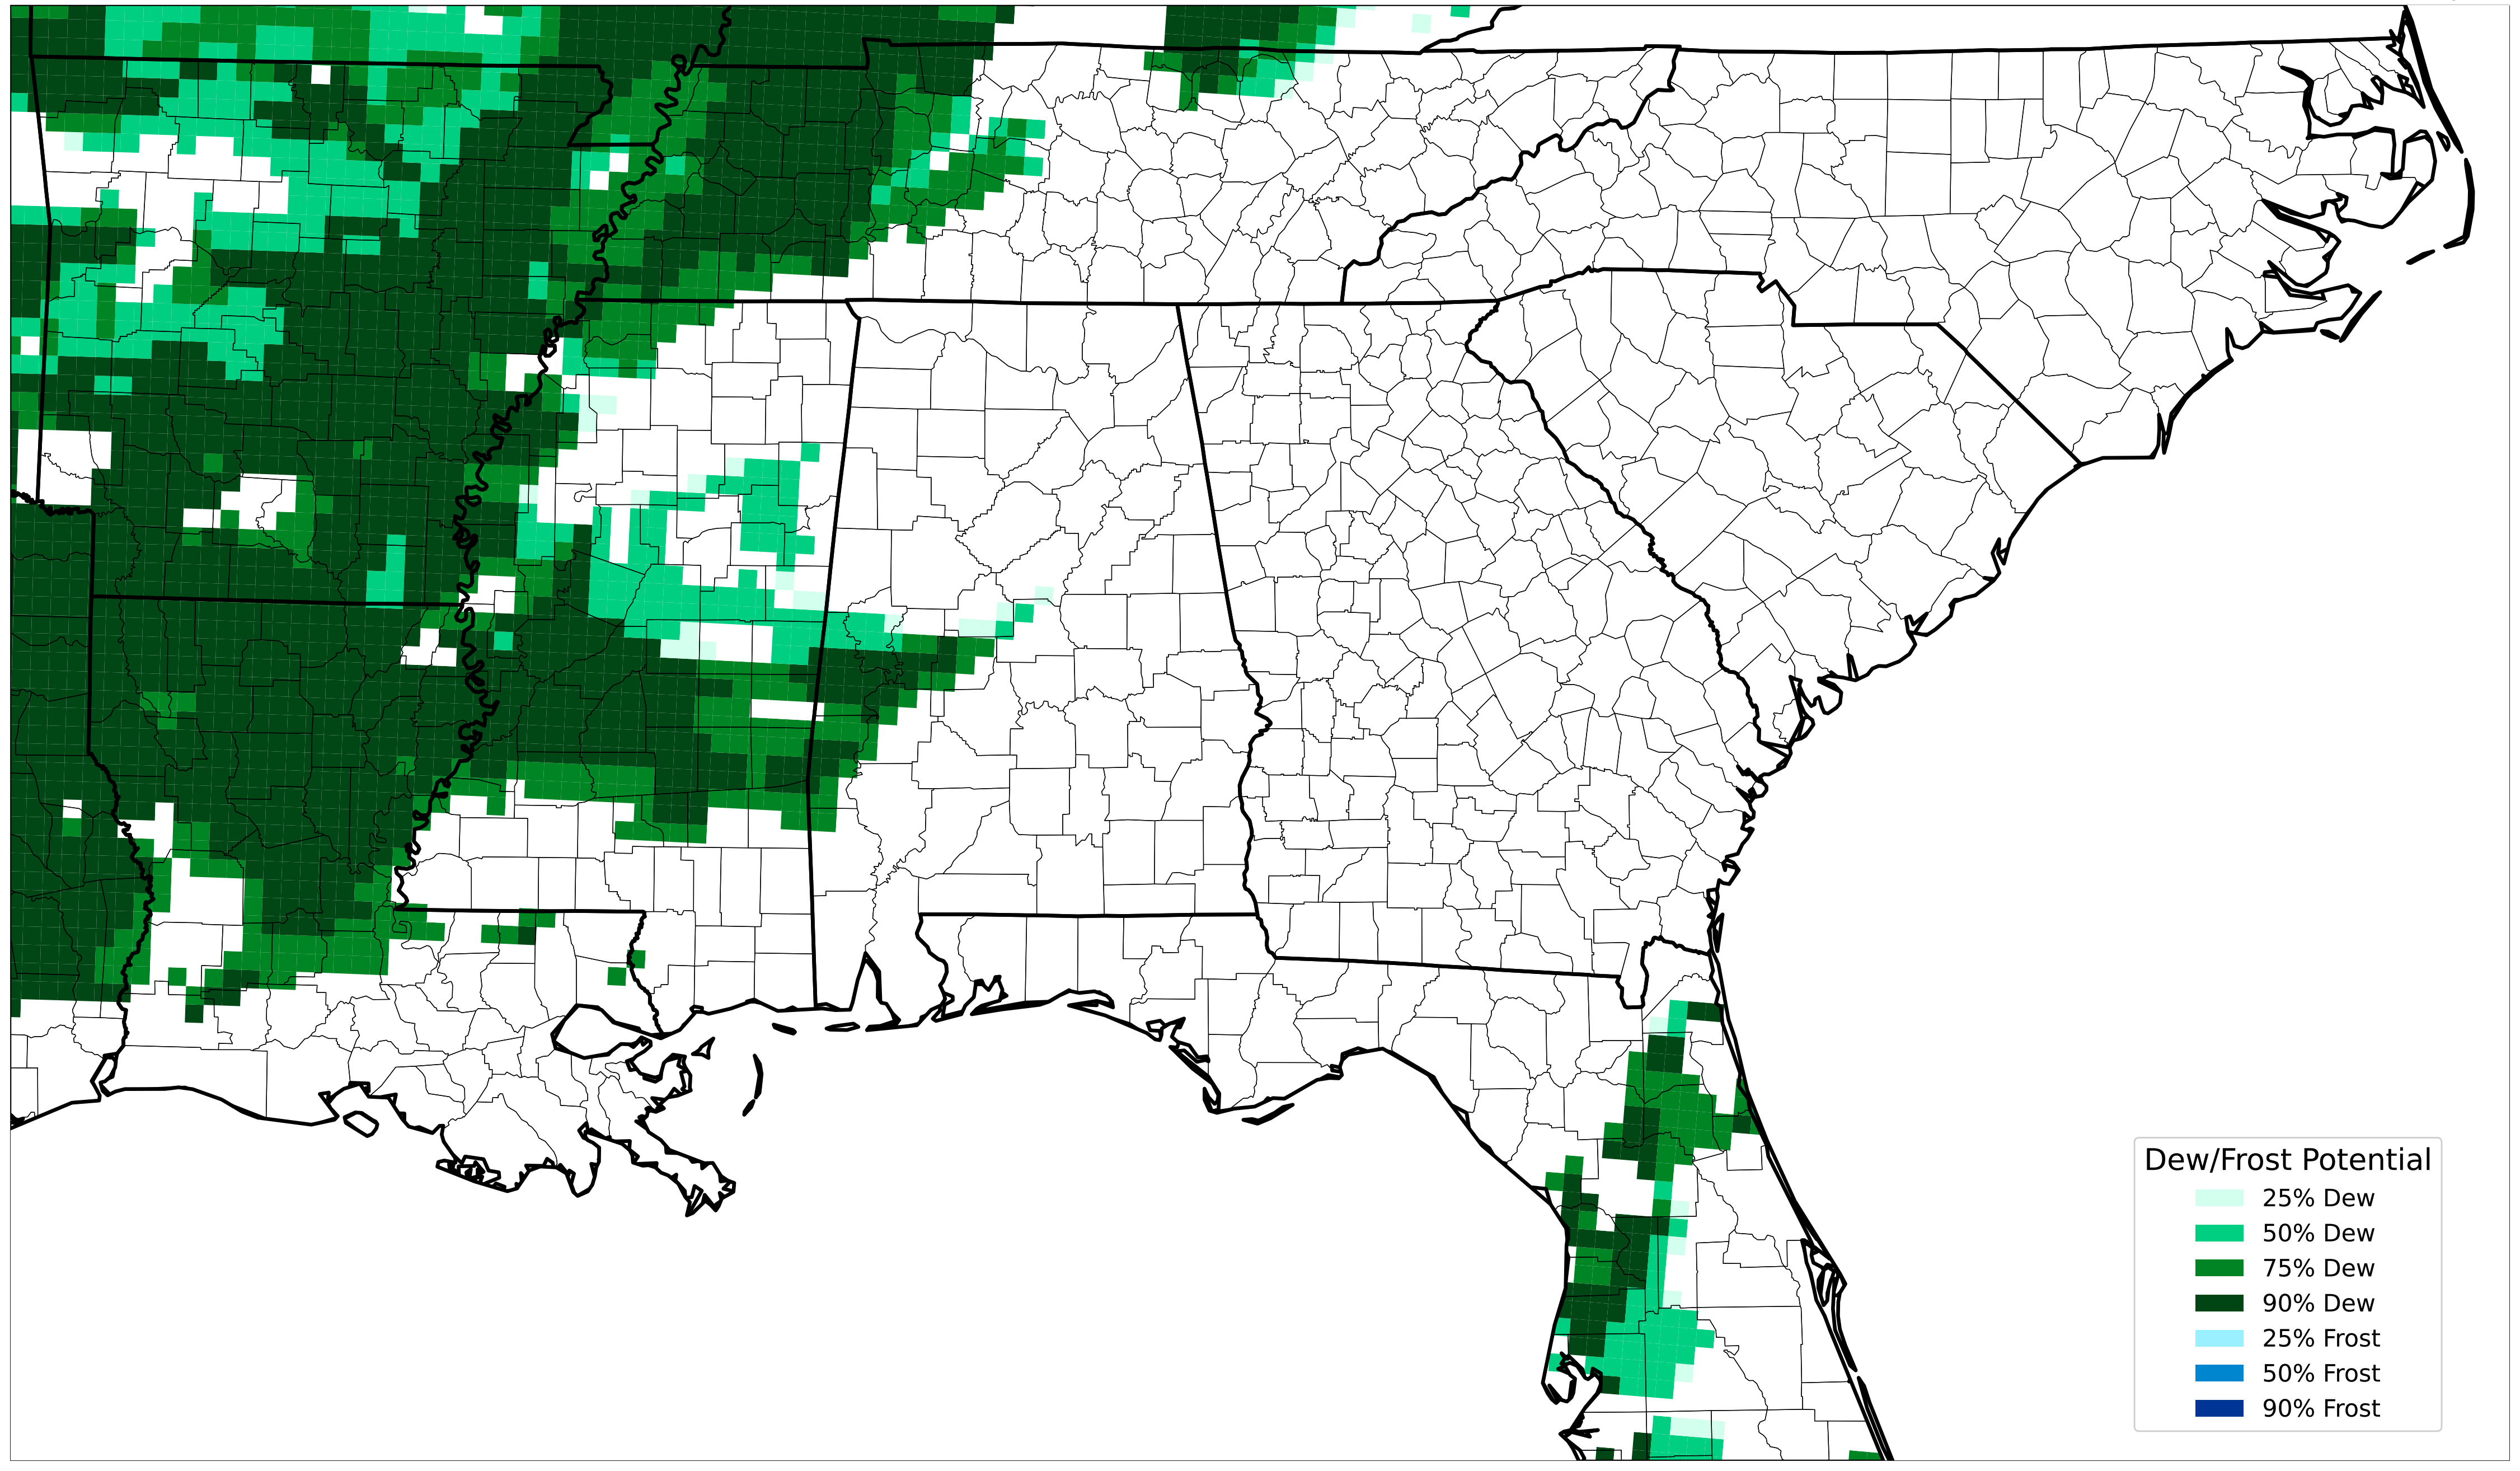 Dew/Frost Potential
25% Dew
50% Dew
75% Dew
90% Dew
25% Frost
50% Frost
90% Frost